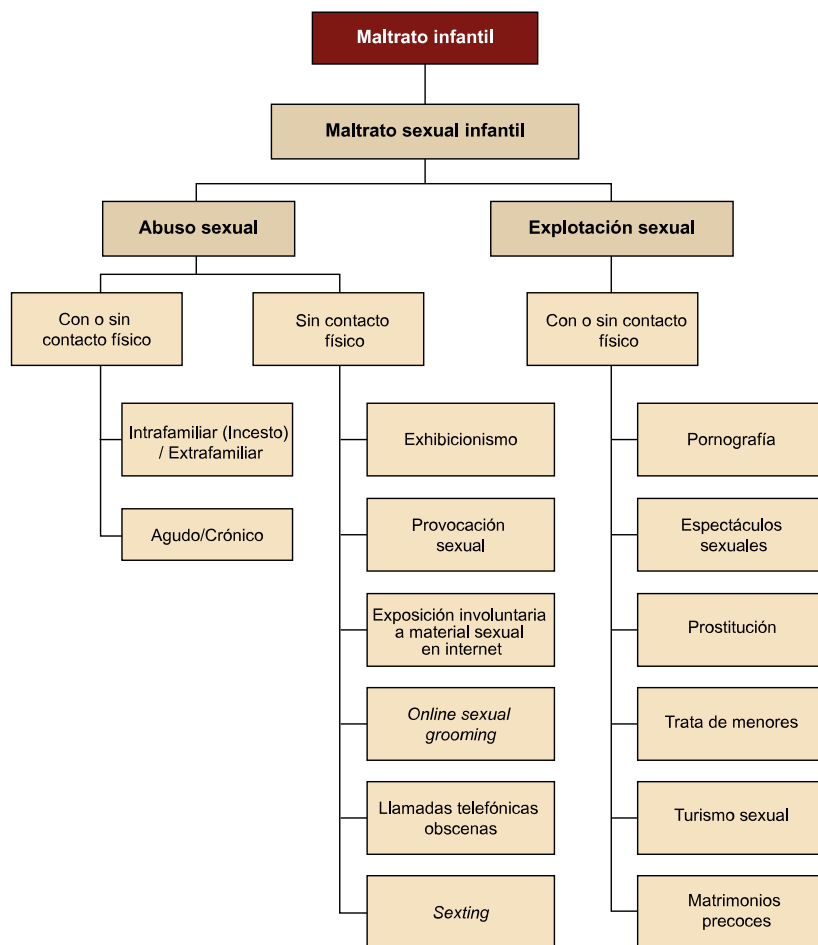 Maltrato infantil
Maltrato sexual infantil
Abuso sexual
Explotación sexual
Con o sin
contacto físico
Sin contacto
físico
Con o sin contacto
físico
Intrafamiliar (Incesto)
/ Extrafamiliar
Agudo/Crónico
Exhibicionismo
Provocación
sexual
Exposición involuntaria
a material sexual
en internet
Online sexual
grooming
Llamadas telefónicas
obscenas
Sexting
Pornografía
Espectáculos
sexuales
Prostitución
Trata de menores
Turismo sexual
Matrimonios
precoces